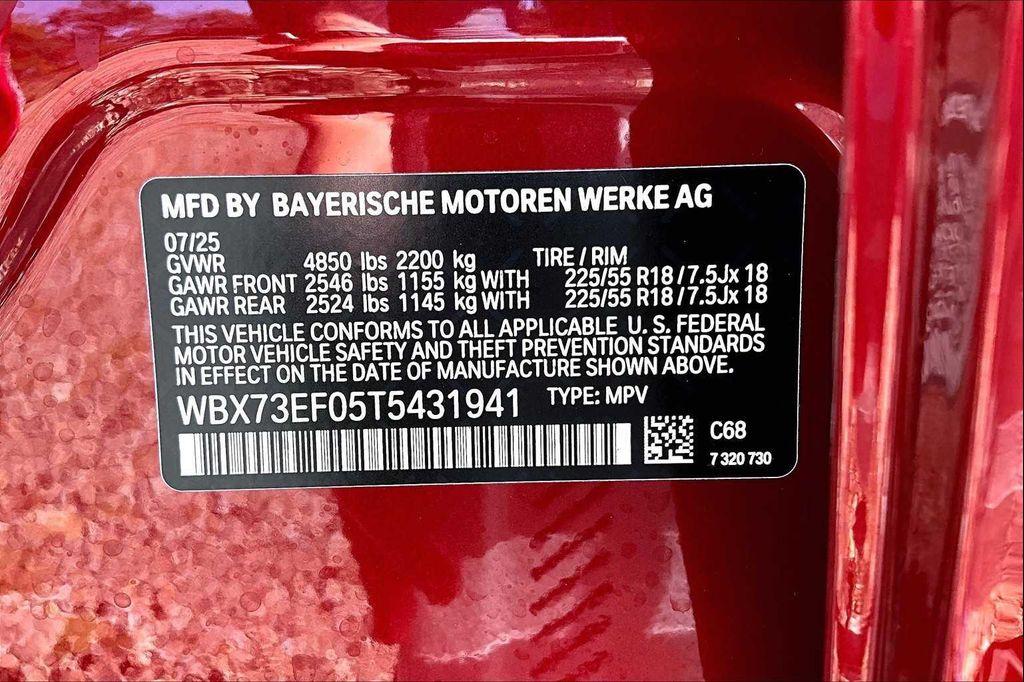 MFD BY BAYERISCHE MOTOREN WERKE AG
07/25
GVWR 4850 lbs 2200 kg TIRE / RIM
GAWR FRONT 2546 lbs 1155 kg WITH 225/55 R18 / 7.5Jx 18
GAWR REAR 2524 lbs 1145 kg WITH 225/55 R18 / 7.5Jx 18
THIS VEHICLE CONFORMS TO ALL APPLICABLE U. S. FEDERAL
MOTOR VEHICLE SAFETY AND THEFT PREVENTION STANDARDS
IN EFFECT ON THE DATE OF MANUFACTURE SHOWN ABOVE.
WBX73EF05T5431941 TYPE: MPV
C68
7 320 730